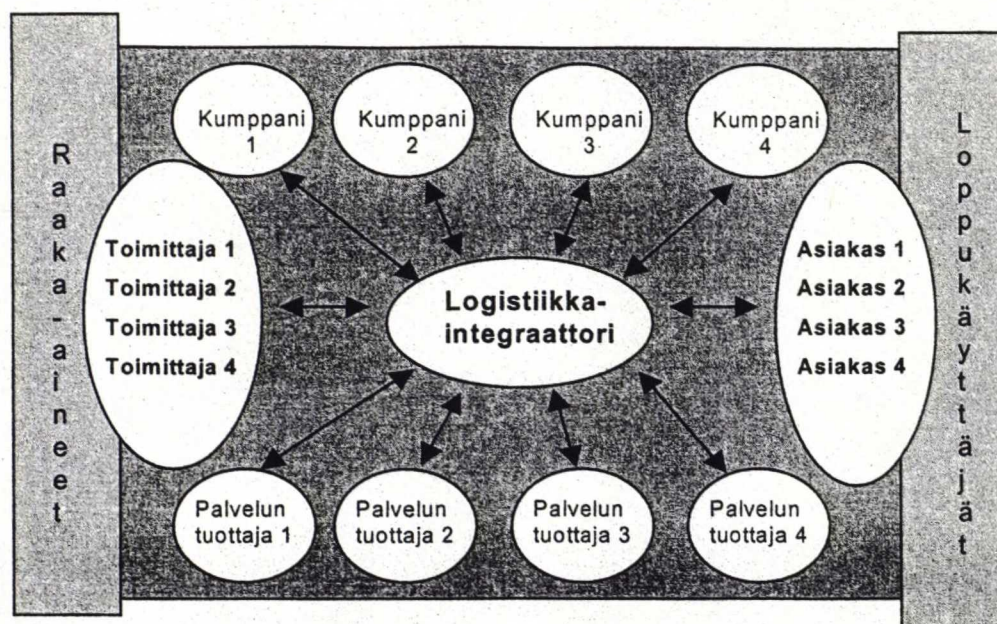 Raaka-aineet
Kumppani
1
Kumppani
2
Kumppani
3
Kumppani
4
Toimittaja 1
Toimittaja 2
Toimittaja 3
Toimittaja 4
Logistiikka-
integraattori
Asiakas 1
Asiakas 2
Asiakas 3
Asiakas 4
Palvelun
tuottaja 1
Palvelun
tuottaja 2
Palvelun
tuottaja 3
Palvelun
tuottaja 4
Loppukäyttäjät